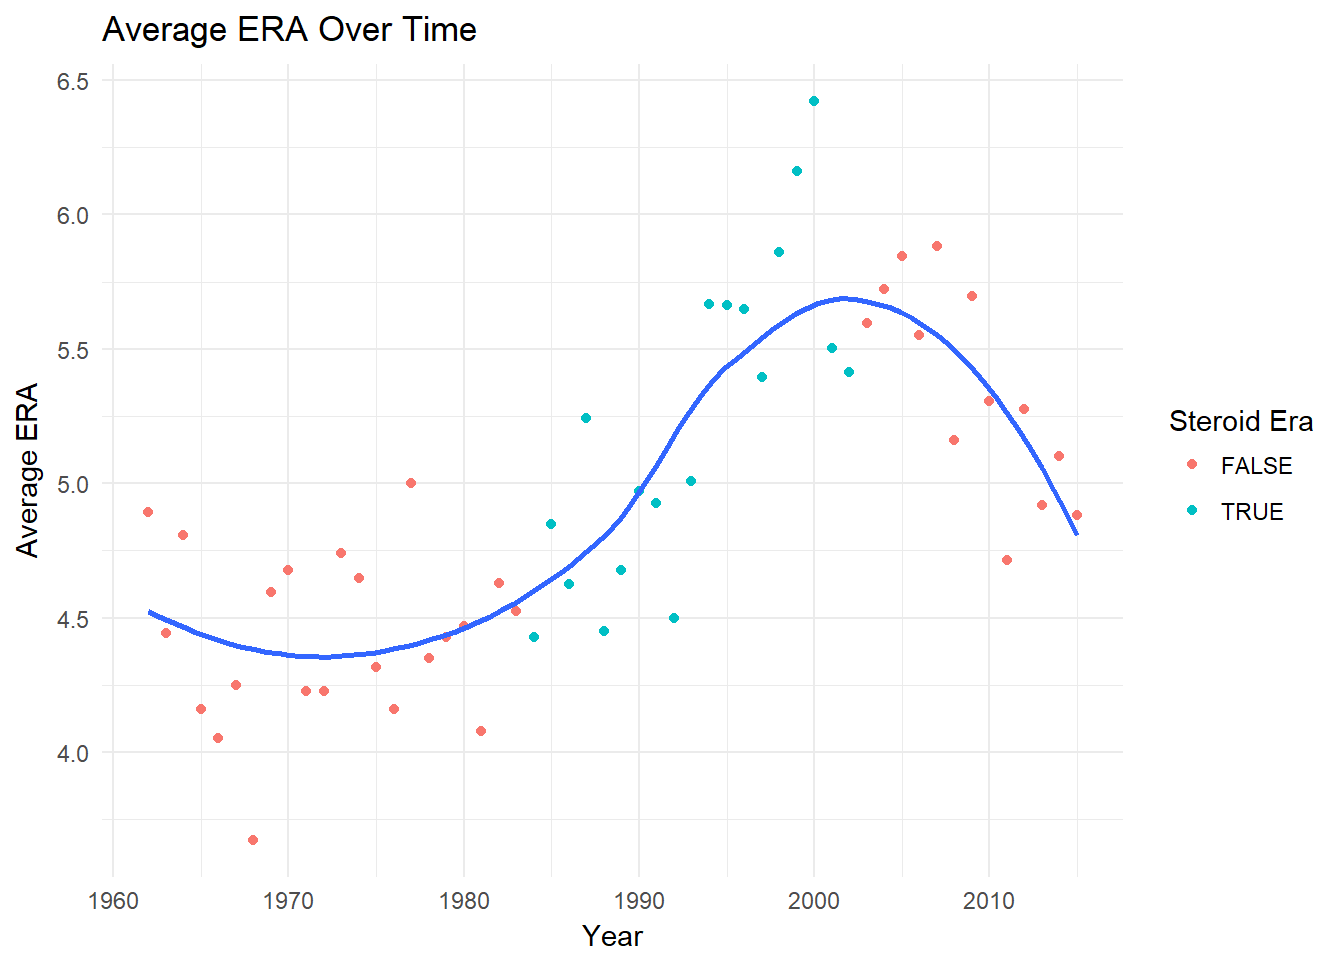 Average ERA Over Time
6.5
6.0
5.5
5.0
4.5
4.0
Average ERA
1960 1970 1980 1990 2000 2010
Year
Steroid Era
FALSE
TRUE